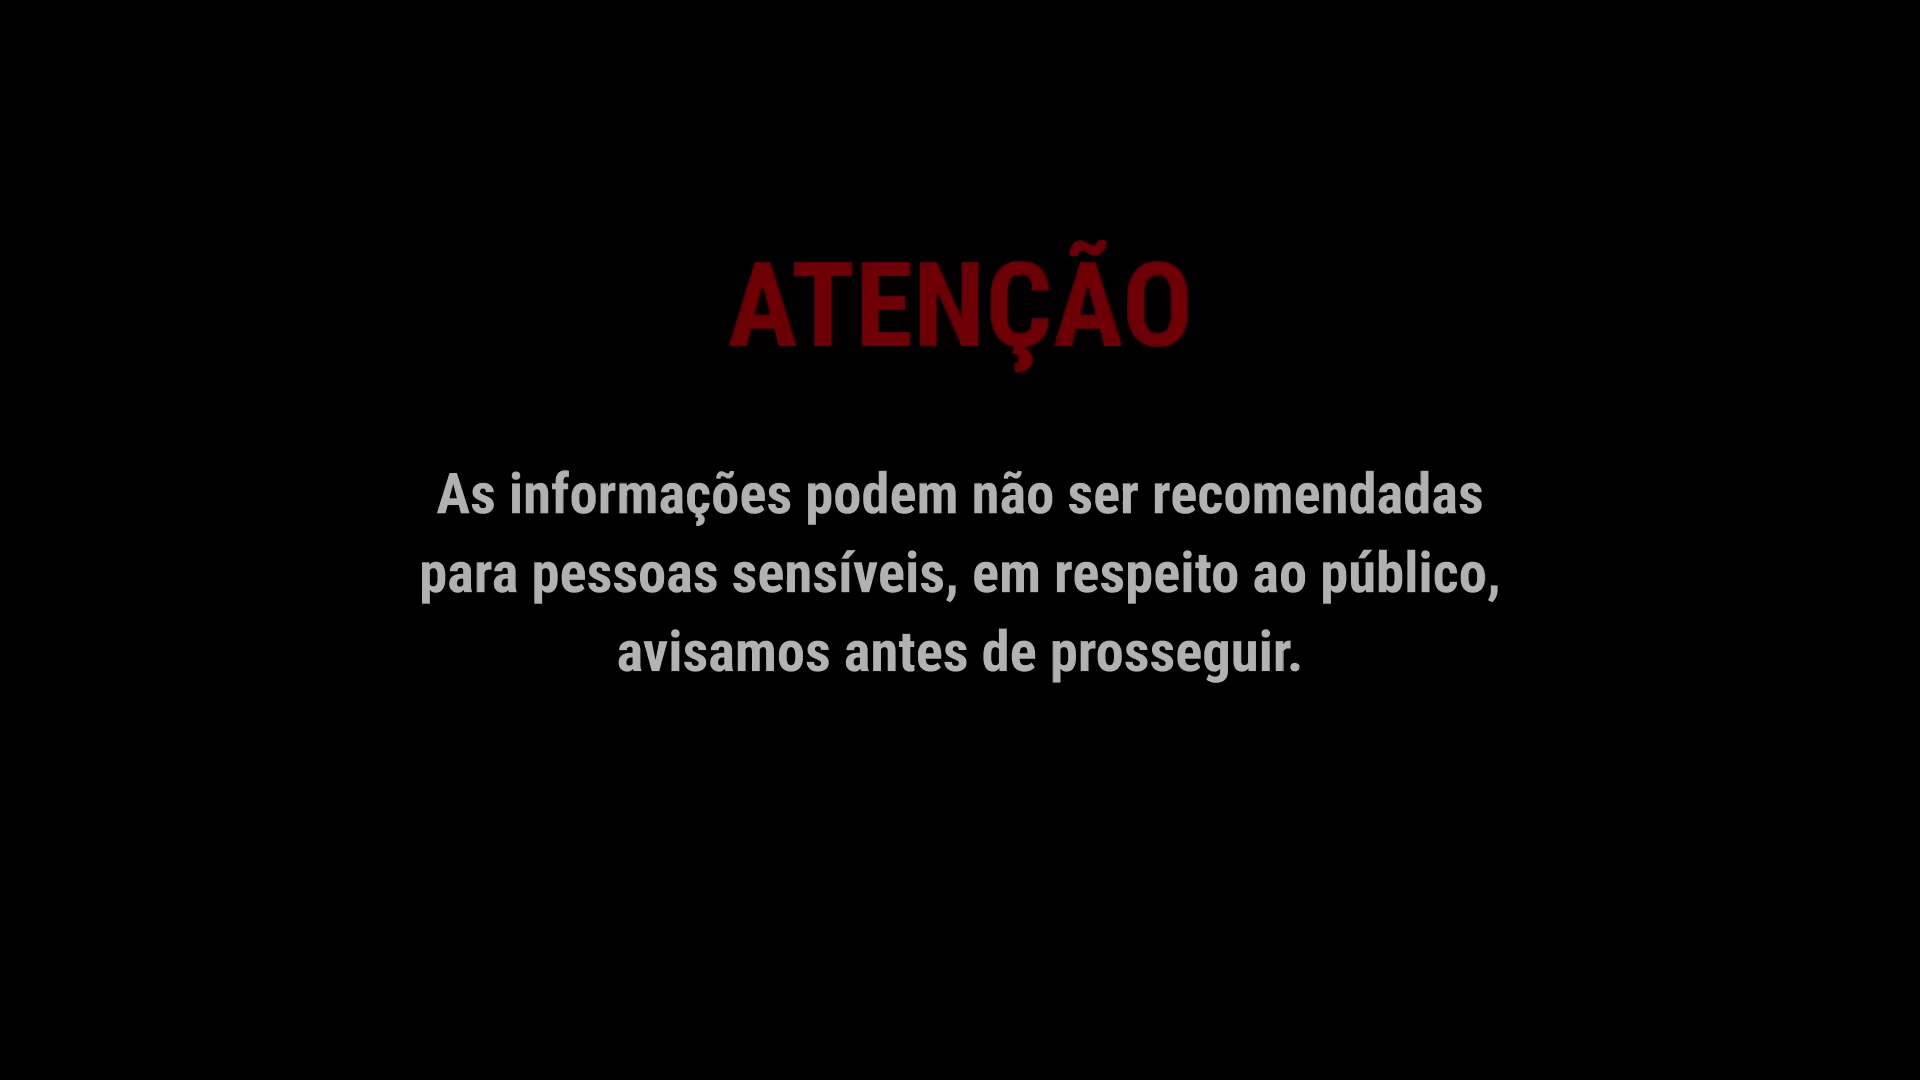 ATENÇÃO
As informações podem não ser recomendadas
para pessoas sensíveis, em respeito ao público,
avisamos antes de prosseguir.